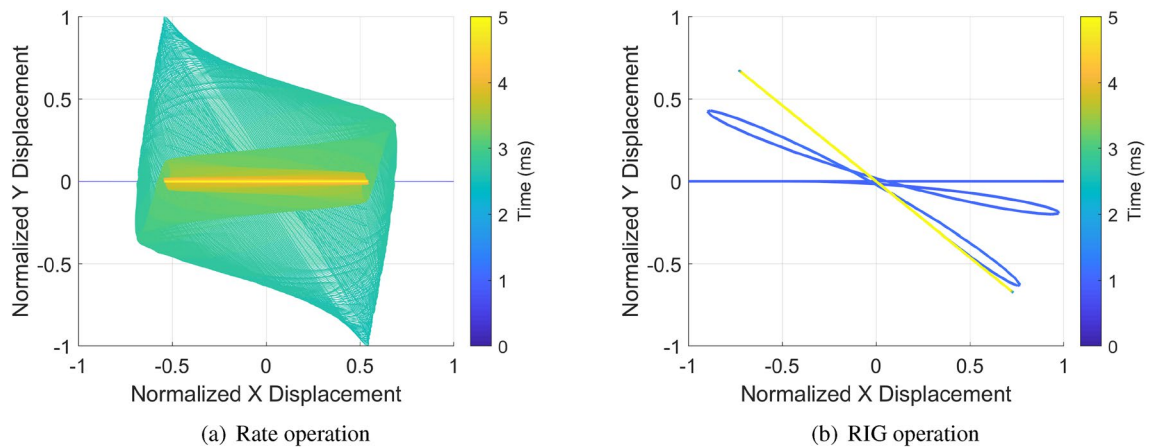 1
0.5
0
-0.5
-1
Normalized Y Displacement
-1 -0.5 0 0.5 1
Normalized X Displacement
5
4
3
2
1
0
Time (ms)
(a) Rate operation
1
0.5
0
-0.5
-1
Normalized Y Displacement
-1 -0.5 0 0.5 1
Normalized X Displacement
5
4
3
2
1
0
Time (ms)
(b) RIG operation